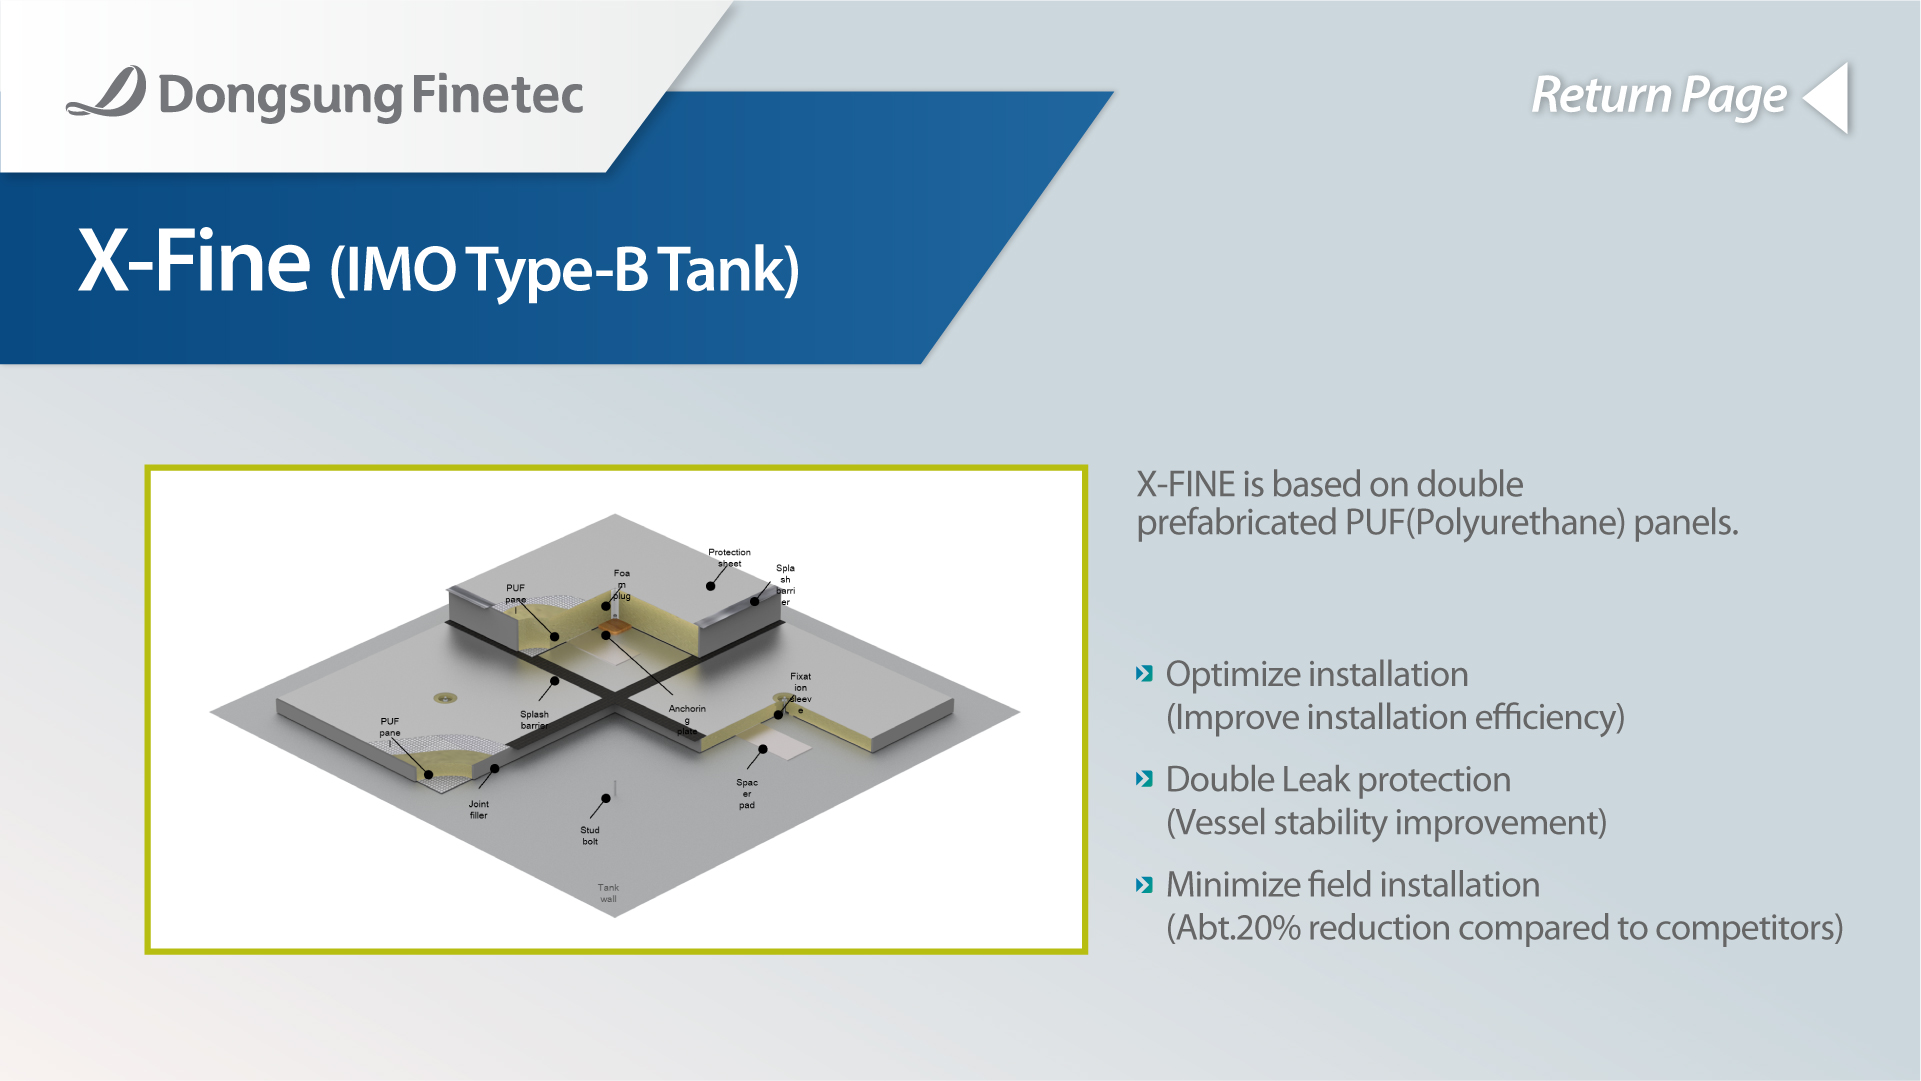 Dongsung Finetec
Return Page
X-Fine (IMO Type-B Tank)
Protection
sheet
Spla
sh
barri
er
Foa
m
plug
PUF
pane
l
Fixat
ion
sleev
e
Anchorin
g
plate
Splash
barrier
PUF
pane
l
Spac
er
pad
Joint
filler
Stud
bolt
Tank
wall
X-FINE is based on double
prefabricated PUF(Polyurethane) panels.
Optimize installation
(Improve installation efficiency)
Double Leak protection
(Vessel stability improvement)
Minimize field installation
(Abt.20% reduction compared to competitors)